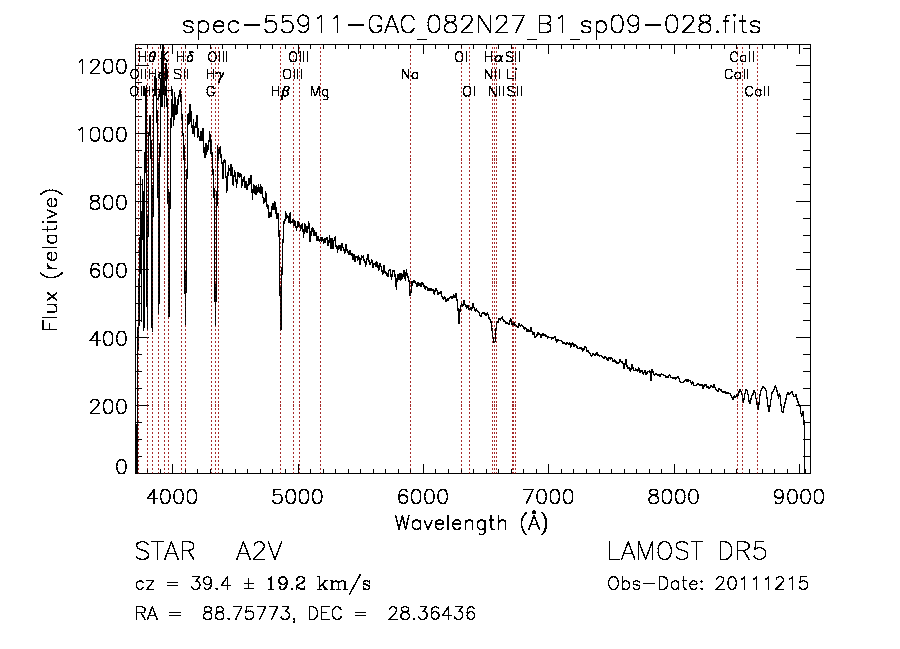 spec-55911-GAC_082N27_B1_sp09-028.fits
Hθ K Hδ OIII OIII OI Hα SII CaII
OII SII Hγ OIII Na NII Li CaII
G Hβ Mg OI NII SII CaII
1200
1000
800
600
400
200
0
Flux (relative)
4000 5000 6000 7000 8000 9000
Wavelength (Å)
STAR A2V LAMOST DR5
cz = 39.4 ± 19.2 km/s Obs-Date: 20111215
RA = 88.75773, DEC = 28.36436